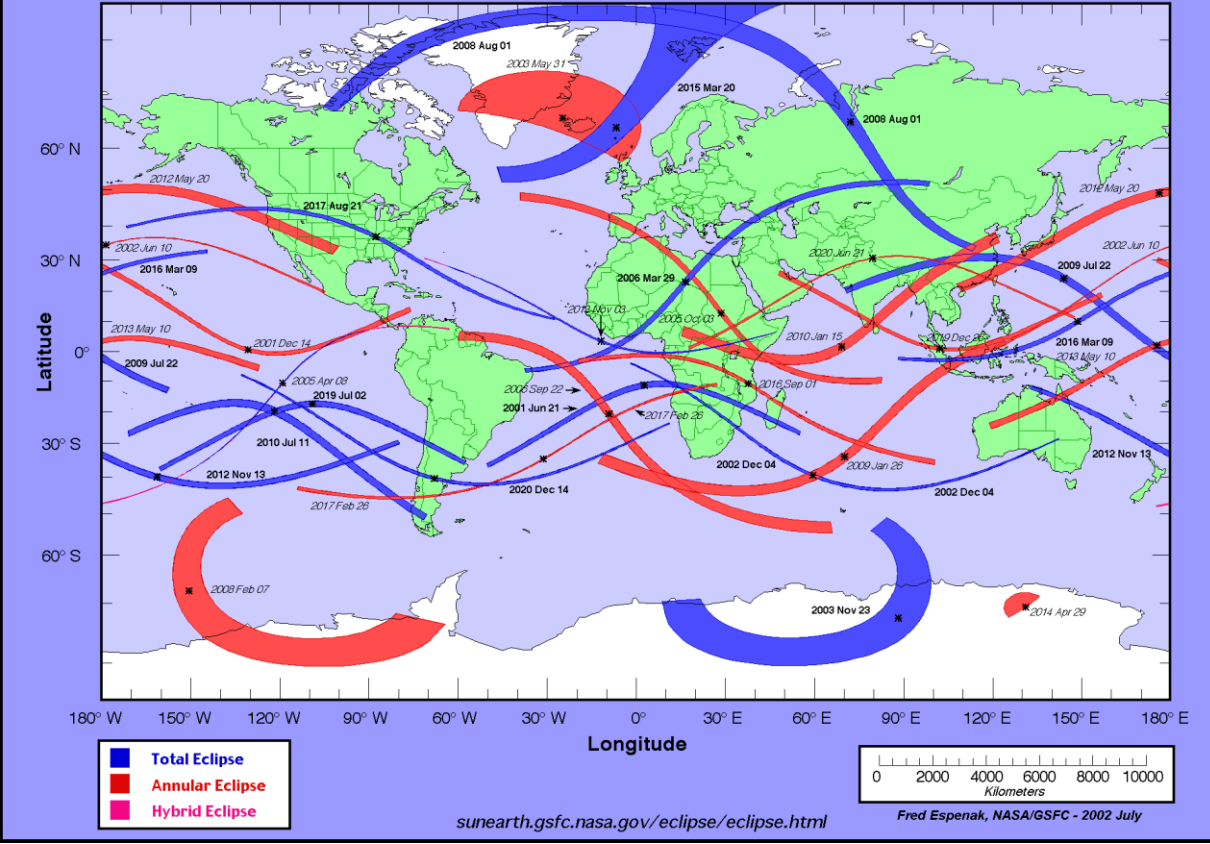 2008 Aug 01
2003 May 31
2015 Mar 20
2008 Aug 01
60° N
2012 May 20
2012 May 20
2017 Aug 21
2002 Jun 10
2002 Jun 10
2020 Jun 21
2016 Mar 09
30° N
2009 Jul 22
2006 Mar 29
2013 Nov 03
2005 Oct 03
2013 May 10
2010 Jan 15
2001 Dec 14
2019 Dec 26
2016 Mar 09
0°
2013 May 10
2009 Jul 22
2005 Apr 08
2016 Sep 01
2019 Jul 02
2006 Sep 22
2001 Jun 21
2017 Feb 26
30° S
2010 Jul 11
2012 Nov 13
2012 Nov 13
2002 Dec 04
2009 Jan 26
2020 Dec 14
2002 Dec 04
2017 Feb 26
60° S
2008 Feb 07
2003 Nov 23
2014 Apr 29
Latitude
180° W 150° W 120° W 90° W 60° W 30° W 0° 30° E 60° E 90° E 120° E 150° E 180° E
Longitude
Total Eclipse
Annular Eclipse
Hybrid Eclipse
0 2000 4000 6000 8000 10000
Kilometers
sunearth.gsfc.nasa.gov/eclipse/eclipse.html
Fred Espenak, NASA/GSFC - 2002 July